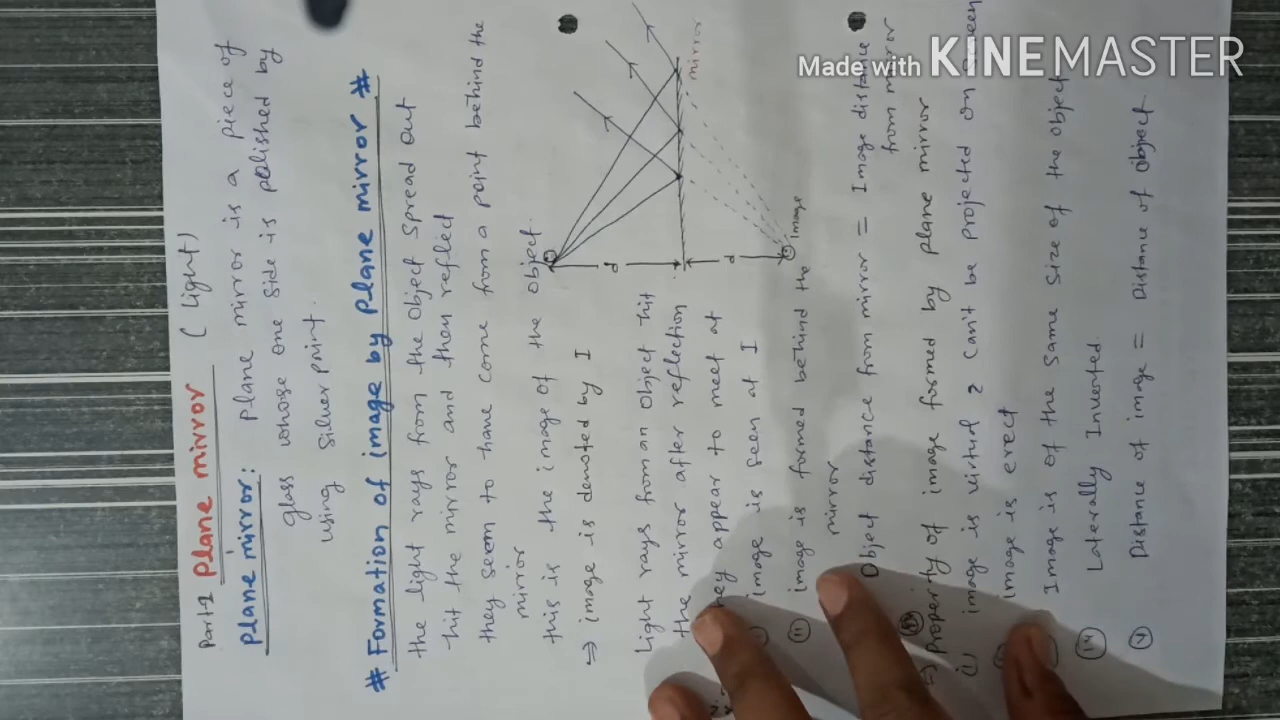 Made with KINEMASTER
Part-1 Plane mirror ( Light)
Plane mirror: Plane mirror is a piece of
glass whose one side is polished by
using silver paint.
# Formation of image by plane mirror #
the light rays from the object spread out
hit the mirror and then reflect
they seem to have come from a point behind the
mirror
this is the image of the object.
⇒ image is denoted by I
d
d
mirror
image
Light rays from an object hit
the mirror after reflection
they appear to meet at
image is seen at I
(ii) image is formed behind the
mirror
Object distance from mirror = Image distance
from mirror
⇒ Property of image formed by plane mirror
(i) image is virtual & can't be projected on screen
image is erect
Image is of the same size of the object
(iv) Laterally Inverted.
(v) Distance of image = Distance of object.